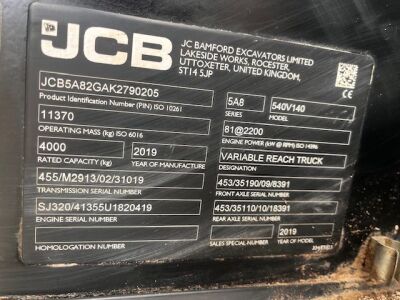 JCB
JC BAMFORD EXCAVATORS LIMITED
LAKESIDE WORKS, ROCESTER,
UTTOXETER, UNITED KINGDOM,
ST14 5JP
JCB5A82GAK2790205
Product Identification Number (PIN) ISO 10261
11370
OPERATING MASS (kg) ISO 6016
4000 2019
RATED CAPACITY (kg) YEAR OF MANUFACTURE
455/M2913/02/31019
TRANSMISSION SERIAL NUMBER
SJ320/41355U1820419
ENGINE SERIAL NUMBER
HOMOLOGATION NUMBER
5A8 540V140
SERIES MODEL
81@2200
ENGINE POWER (kW @ RPM) ISO 14396
VARIABLE REACH TRUCK
DESIGNATION
453/35190/09/8391
FRONT AXLE SERIAL NUMBER
453/35110/10/18391
REAR AXLE SERIAL NUMBER
2019
SALES SPECIAL NUMBER YEAR OF MODEL